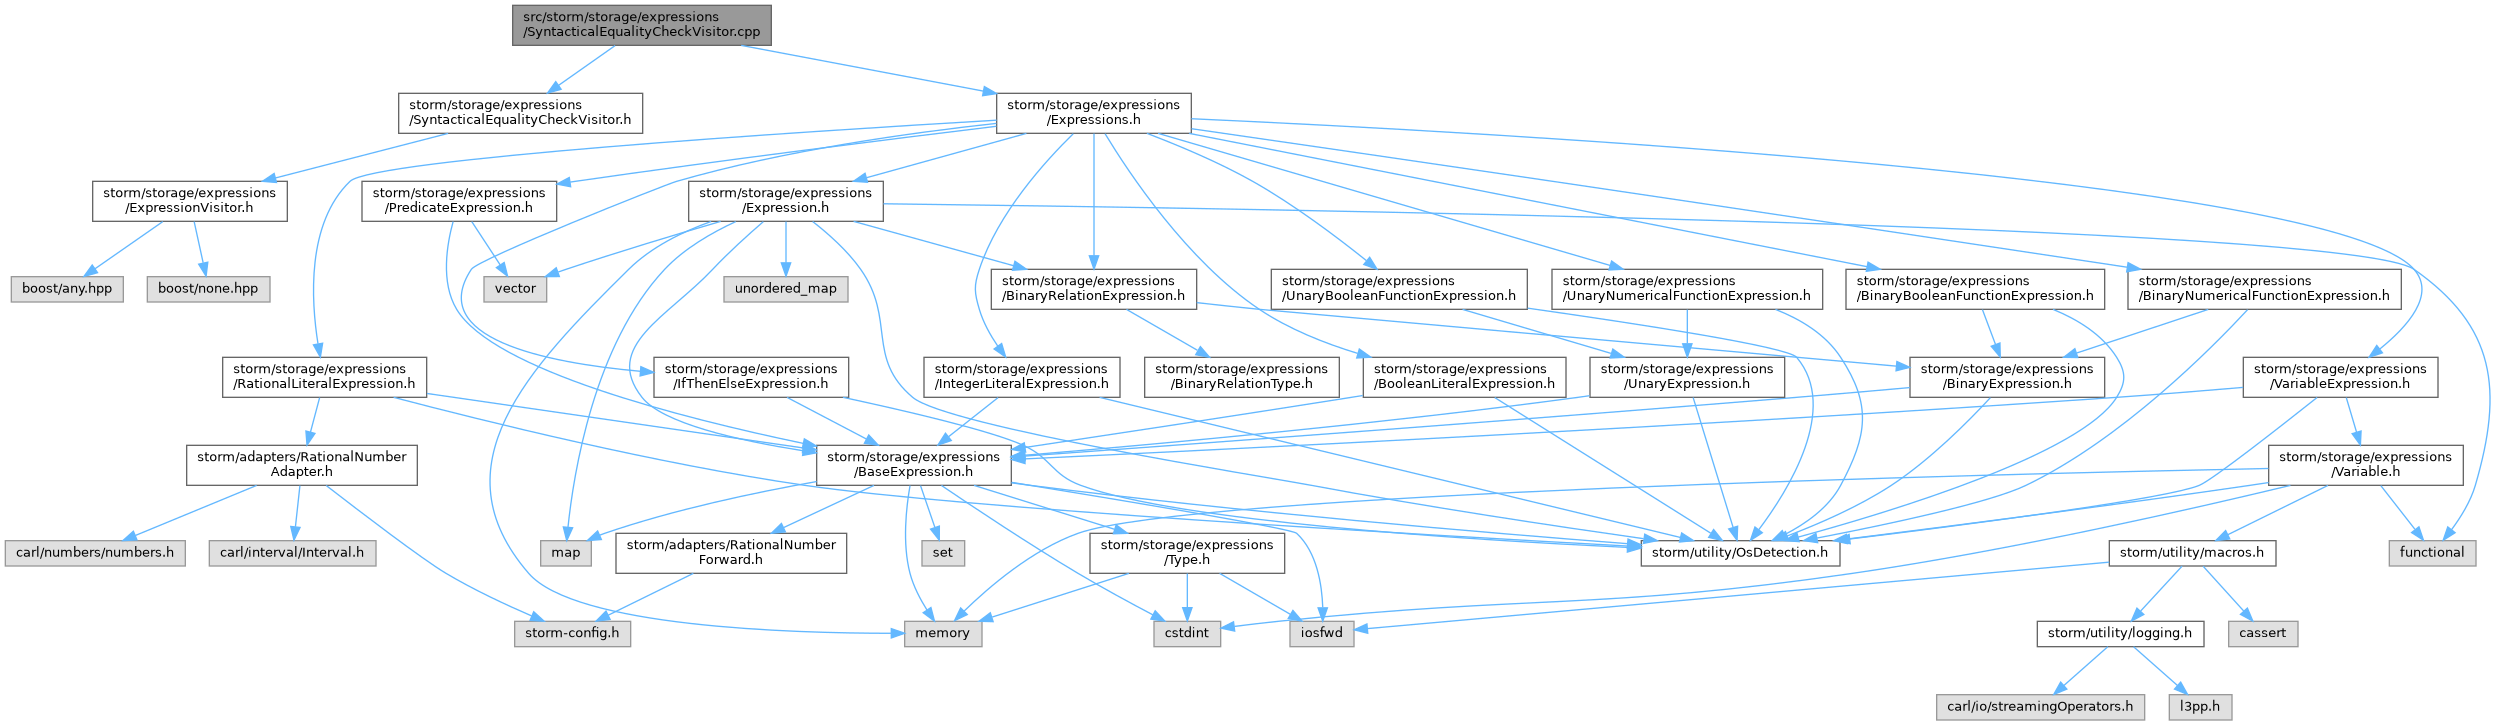 src/storm/storage/expressions
/SyntacticalEqualityCheckVisitor.cpp
storm/storage/expressions
/SyntacticalEqualityCheckVisitor.h
storm/storage/expressions
/Expressions.h
storm/storage/expressions
/ExpressionVisitor.h
storm/storage/expressions
/PredicateExpression.h
storm/storage/expressions
/Expression.h
boost/any.hpp
boost/none.hpp
vector
unordered_map
storm/storage/expressions
/BinaryRelationExpression.h
storm/storage/expressions
/UnaryBooleanFunctionExpression.h
storm/storage/expressions
/UnaryNumericalFunctionExpression.h
storm/storage/expressions
/BinaryBooleanFunctionExpression.h
storm/storage/expressions
/BinaryNumericalFunctionExpression.h
storm/storage/expressions
/RationalLiteralExpression.h
storm/storage/expressions
/IfThenElseExpression.h
storm/storage/expressions
/IntegerLiteralExpression.h
storm/storage/expressions
/BinaryRelationType.h
storm/storage/expressions
/BooleanLiteralExpression.h
storm/storage/expressions
/UnaryExpression.h
storm/storage/expressions
/BinaryExpression.h
storm/storage/expressions
/VariableExpression.h
storm/adapters/RationalNumber
Adapter.h
storm/storage/expressions
/BaseExpression.h
storm/storage/expressions
/Variable.h
carl/numbers/numbers.h
carl/interval/Interval.h
map
storm/adapters/RationalNumber
Forward.h
set
storm/storage/expressions
/Type.h
storm/utility/OsDetection.h
storm/utility/macros.h
functional
storm-config.h
memory
cstdint
iosfwd
storm/utility/logging.h
cassert
carl/io/streamingOperators.h
l3pp.h